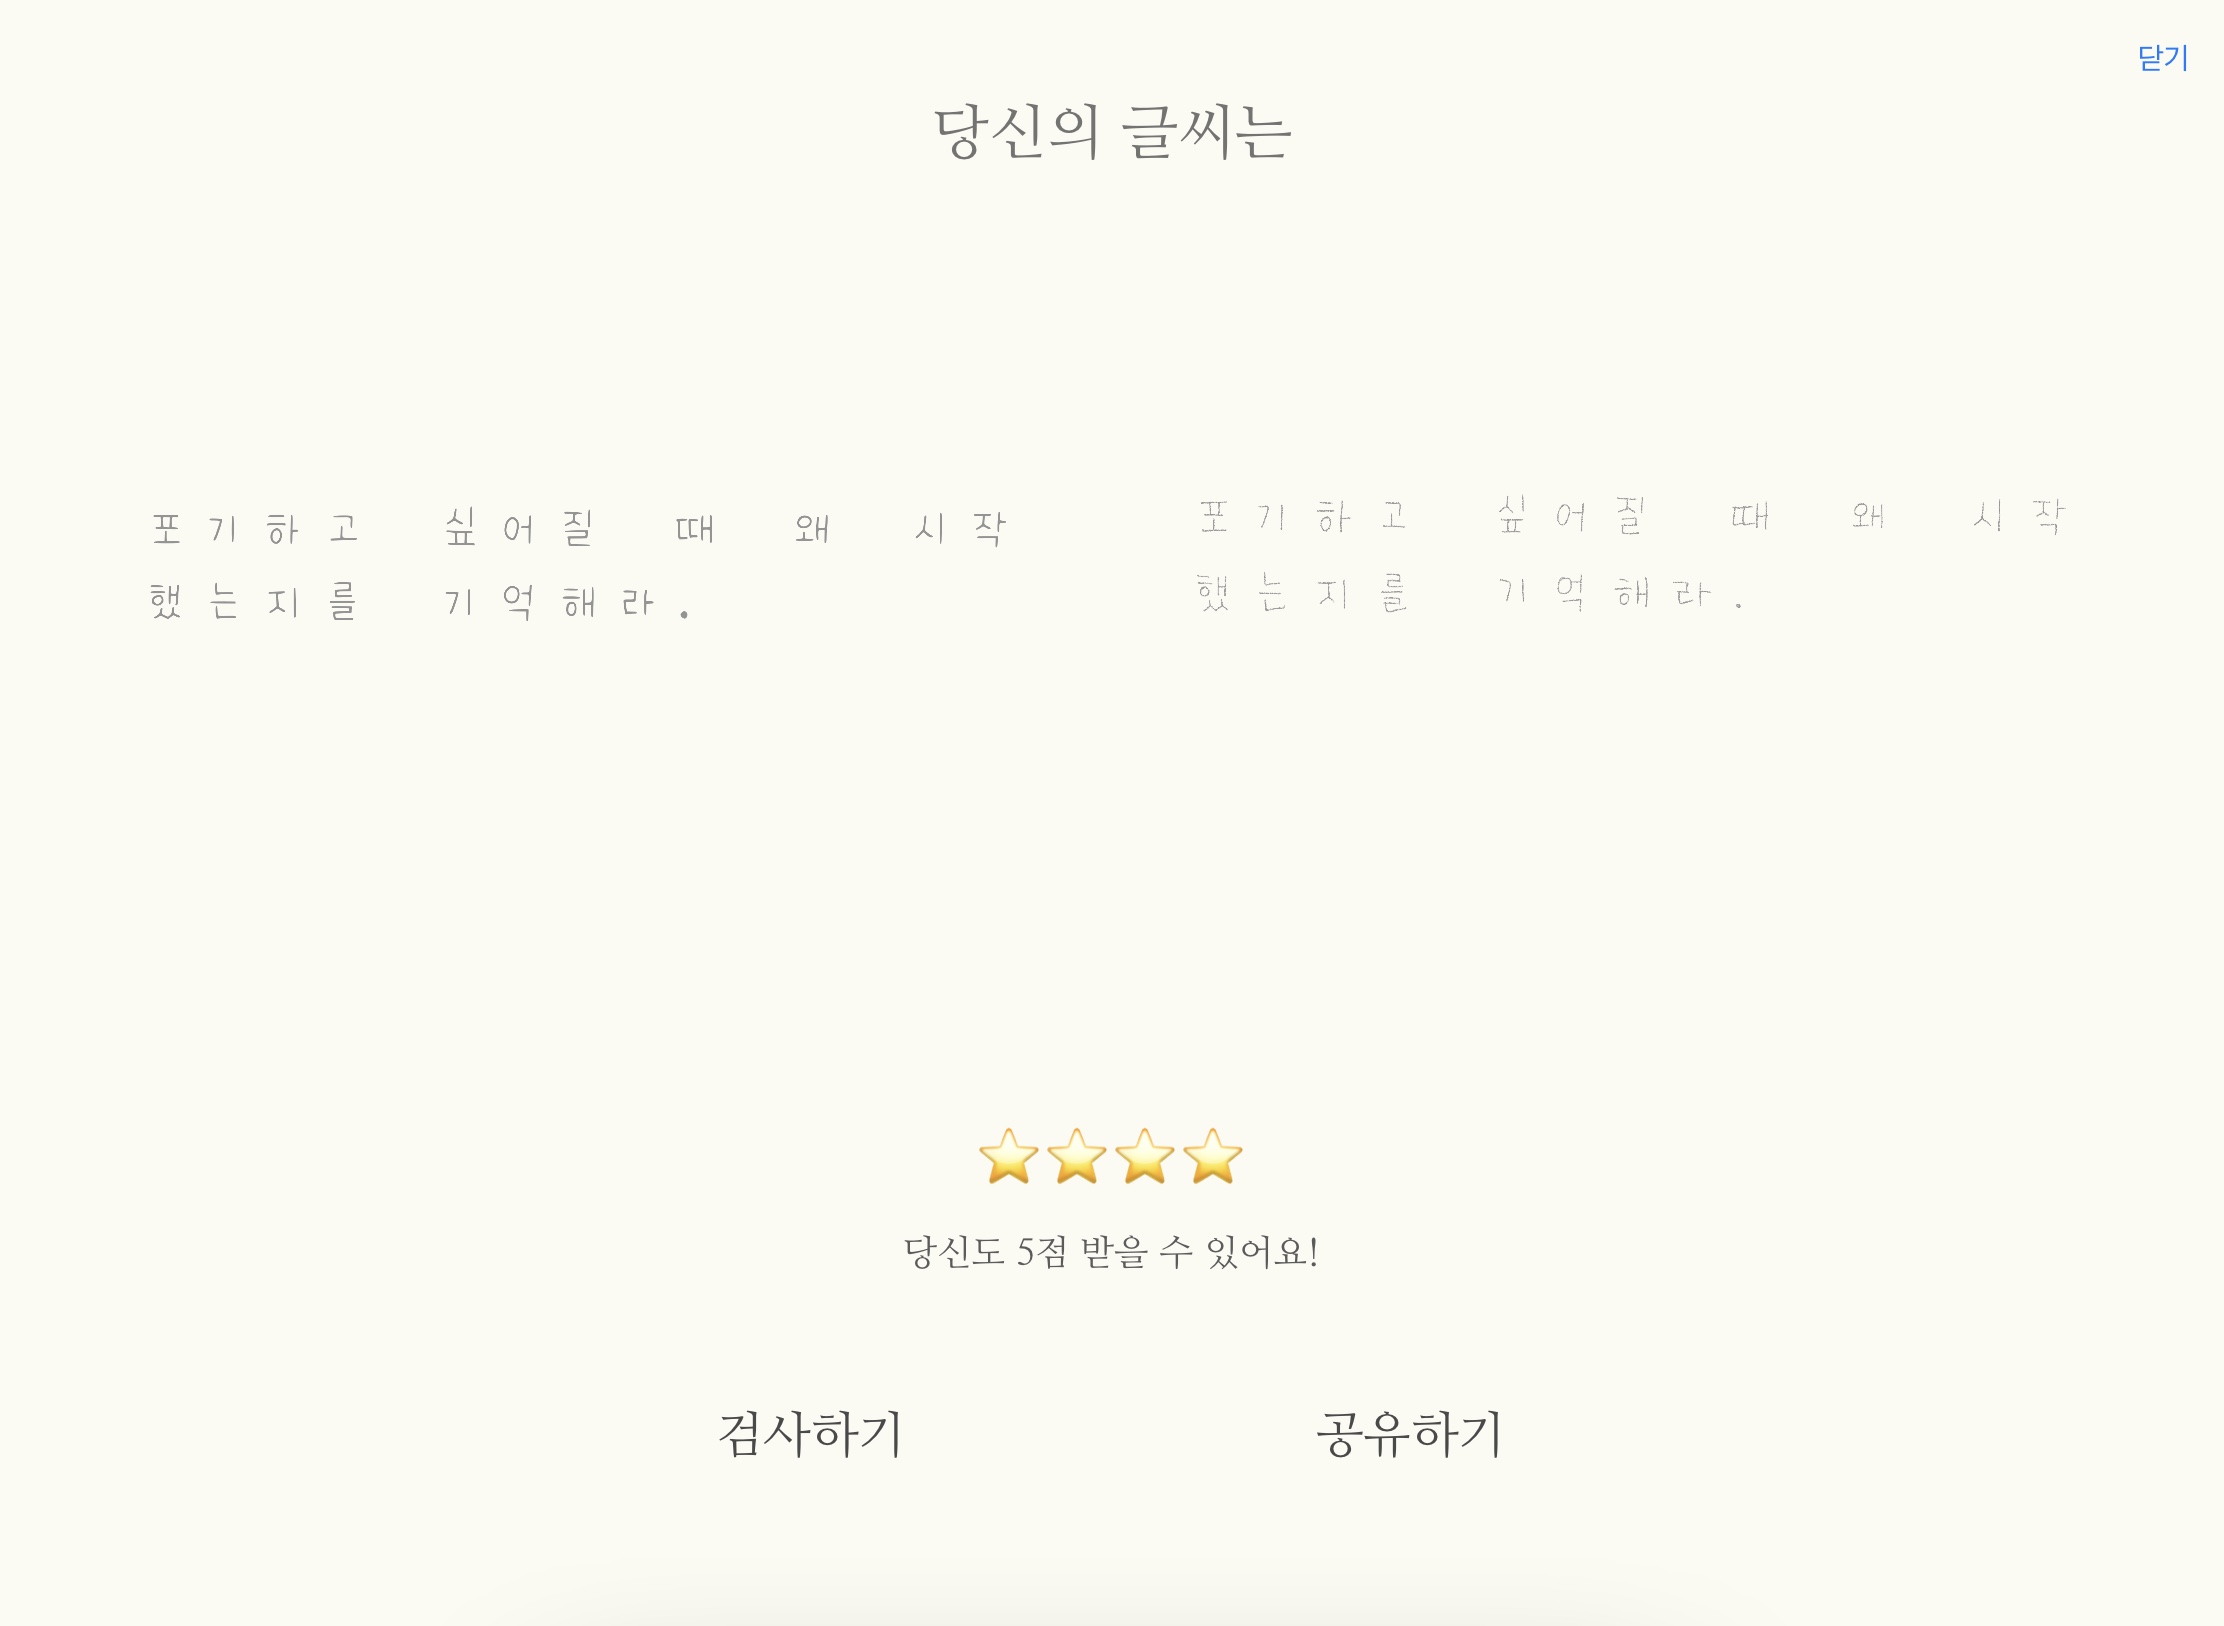 닫기
당신의 글씨는
포기하고 싶어질 때 왜 시작
했는지를 기억해라.
포기하고 싶어질 때 왜 시작
했는지를 기억해라.
⭐⭐⭐⭐
당신도 5점 받을 수 있어요!
검사하기 공유하기